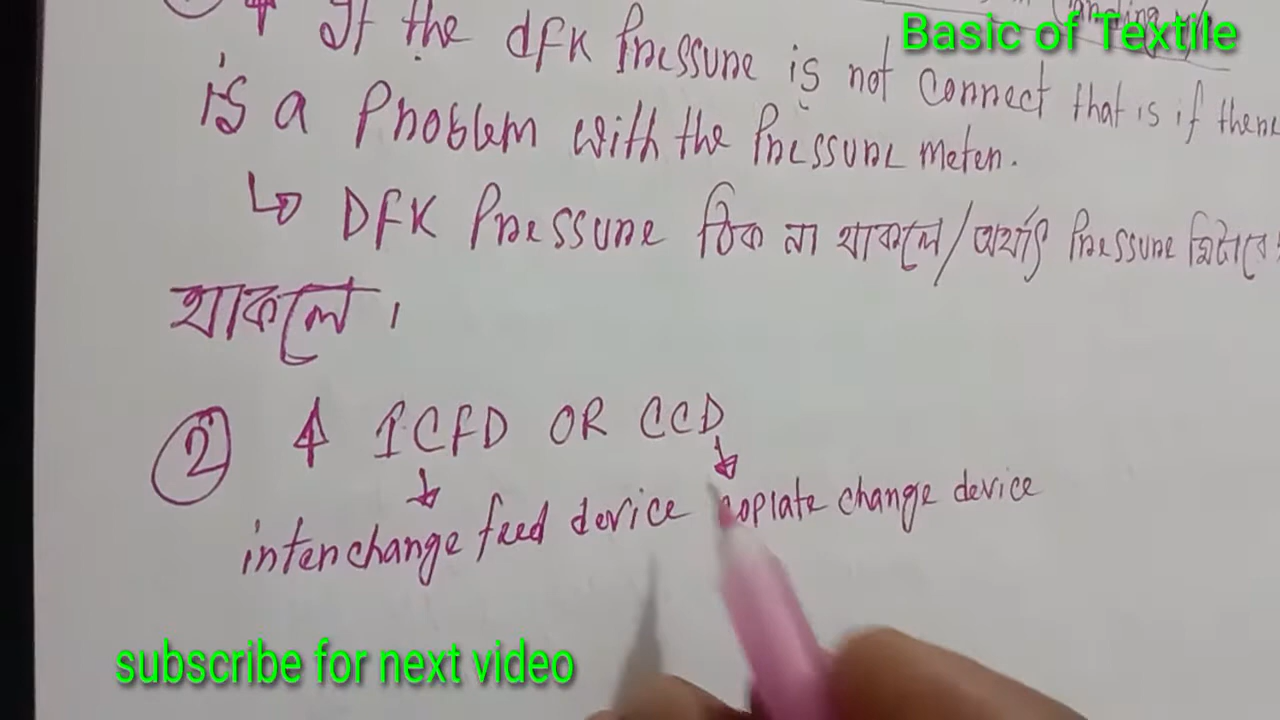 Basic of Textile
If the dfk Pressure is not connect that is if there
is a Problem with the Pressure meter.
DFK Pressure ঠিক না থাকলে/অর্থাৎ Pressure মিটারে
থাকলে।
2 ICFD OR CCD
interchange feed device coplate change device
subscribe for next video